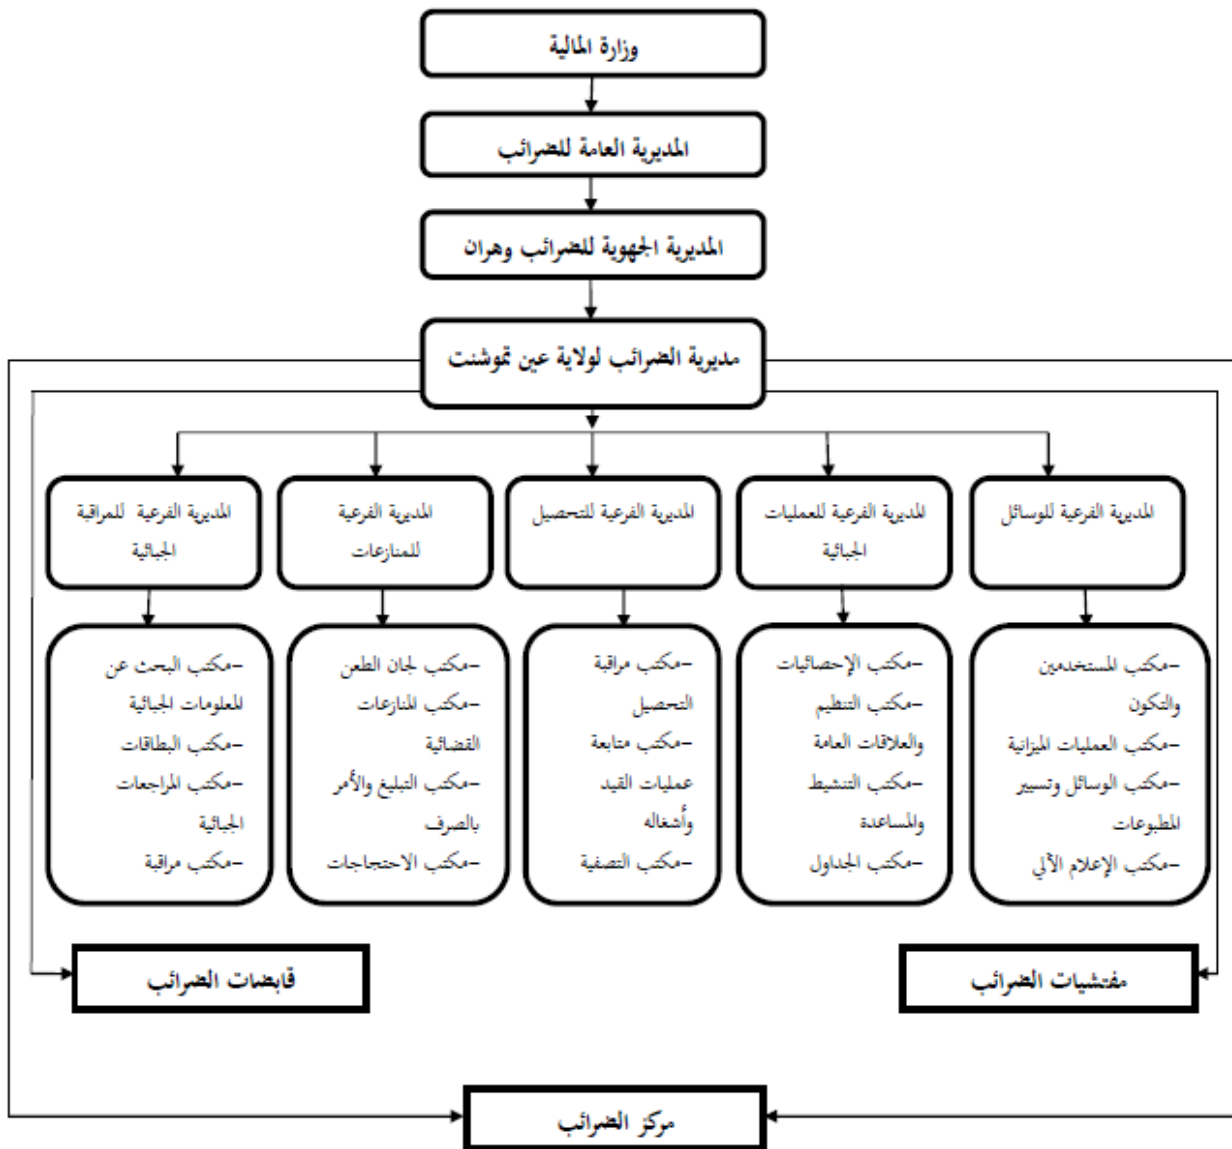 وزارة المالية
المديرية العامة للضرائب
المديرية الجهوية للضرائب وهران
مديرية الضرائب لولاية عين تموشنت
المديرية الفرعية للوسائل
المديرية الفرعية للعمليات
الجبائية
المديرية الفرعية للتحصيل
المديرية الفرعية
للمنازعات
المديرية الفرعية للمراقبة
الجبائية
-مكتب المستخدمين
والتكون
-مكتب العمليات الميزانية
-مكتب الوسائل وتسيير
المطبوعات
-مكتب الإعلام الآلي
-مكتب الإحصائيات
-مكتب التنظيم
والعلاقات العامة
-مكتب التنشيط
والمساعدة
-مكتب الجداول
-مكتب مراقبة
التحصيل
-مكتب متابعة
عمليات القيد
وأشغاله
-مكتب التصفية
-مكتب لجان الطعن
-مكتب المنازعات
القضائية
-مكتب التبليغ والأمر
بالصرف
-مكتب الاحتجاجات
-مكتب البحث عن
المعلومات الجبائية
-مكتب البطاقات
-مكتب المراجعات
الجبائية
-مكتب مراقبة
مفتشيات الضرائب
قابضات الضرائب
مركز الضرائب